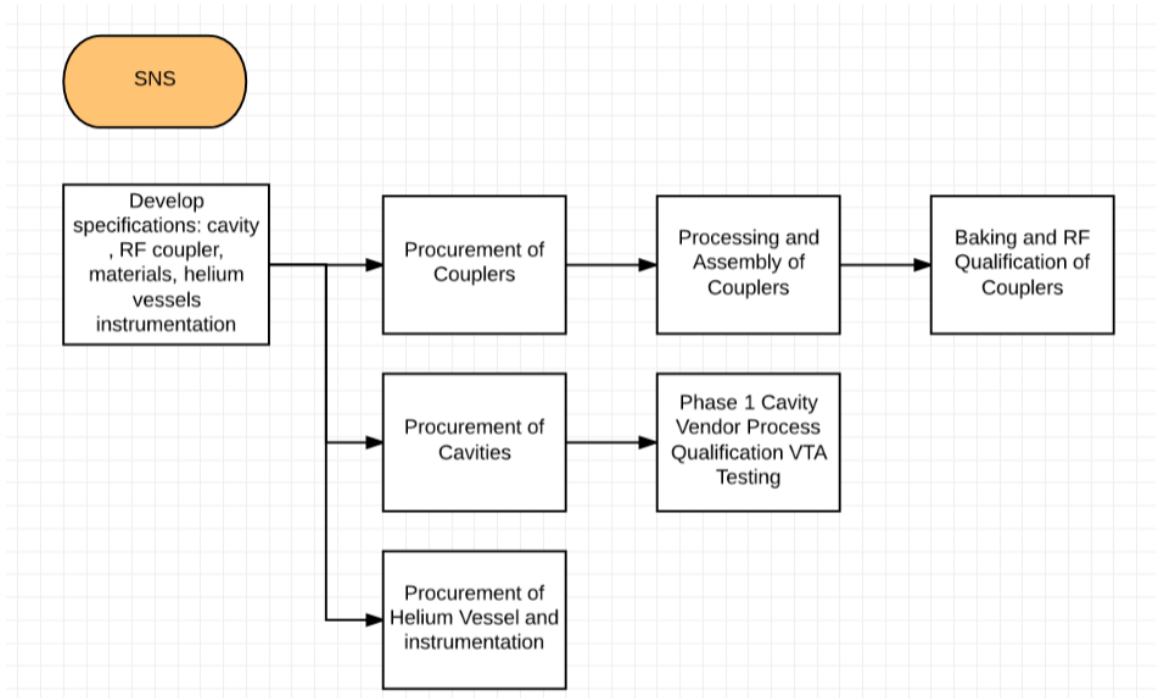 SNS
Develop
specifications: cavity
, RF coupler,
materials, helium
vessels
instrumentation
Procurement of
Couplers
Processing and
Assembly of
Couplers
Baking and RF
Qualification of
Couplers
Procurement of
Cavities
Phase 1 Cavity
Vendor Process
Qualification VTA
Testing
Procurement of
Helium Vessel and
instrumentation